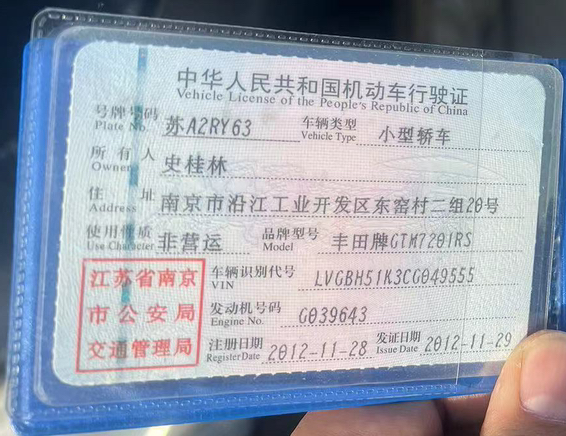 中华人民共和国机动车行驶证
Vehicle License of the People's Republic of China
号牌号码 苏A2RY63 车辆类型 小型轿车
Plate No. Vehicle Type
所有人 史桂林
Owner
住址 南京市沿江工业开发区东窑村二组20号
Address
使用性质 非营运 品牌型号 丰田牌GTM7201RS
Use Character Model
江苏省南京
市公安局
交通管理局
车辆识别代号 LVGBH51K3CG049555
VIN
发动机号码 G039643
Engine No.
注册日期 2012-11-28 发证日期 2012-11-29
Register Date Issue Date